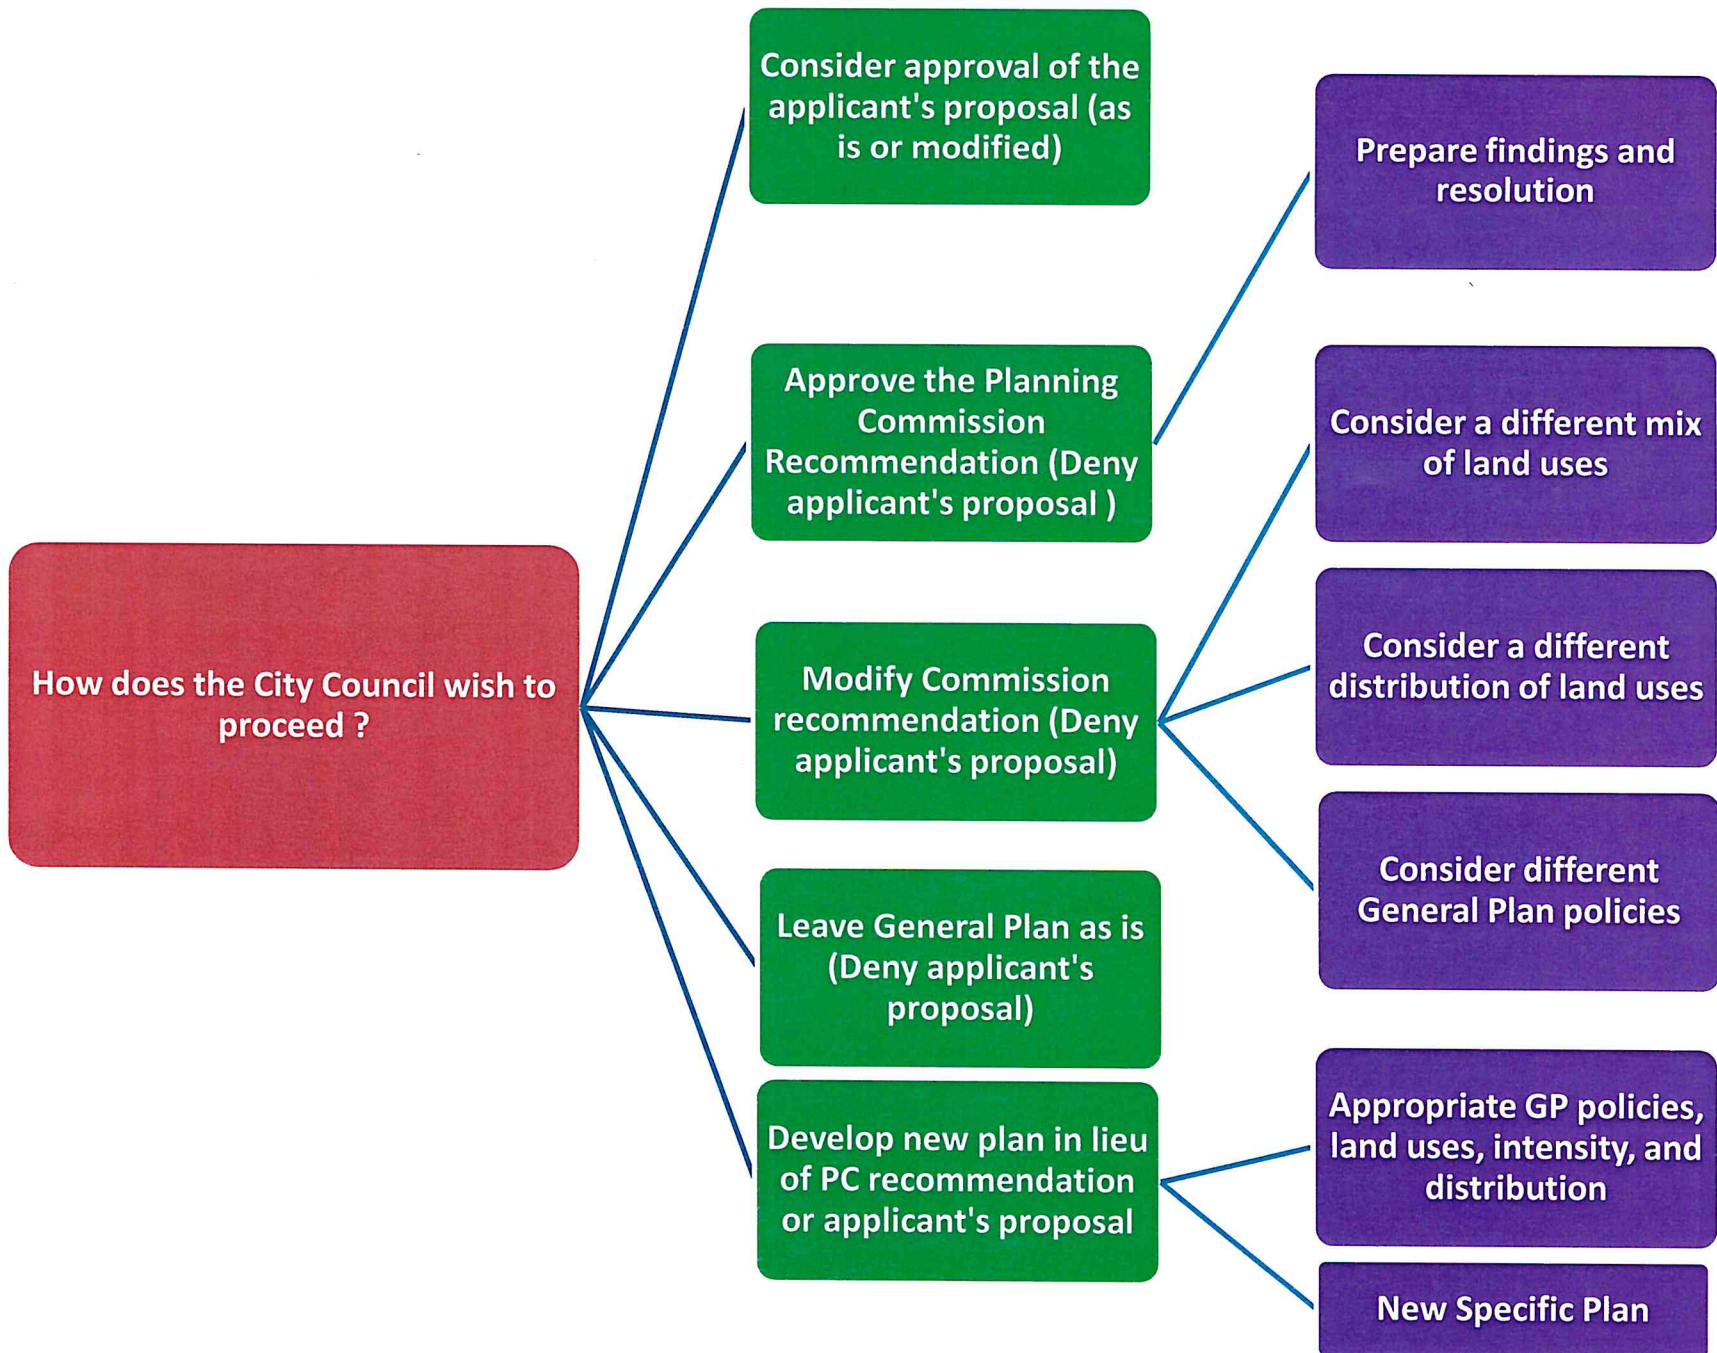 How does the City Council wish to
proceed ?
Consider approval of the
applicant's proposal (as
is or modified)
Approve the Planning
Commission
Recommendation (Deny
applicant's proposal )
Modify Commission
recommendation (Deny
applicant's proposal)
Leave General Plan as is
(Deny applicant's
proposal)
Develop new plan in lieu
of PC recommendation
or applicant's proposal
Prepare findings and
resolution
Consider a different mix
of land uses
Consider a different
distribution of land uses
Consider different
General Plan policies
Appropriate GP policies,
land uses, intensity, and
distribution
New Specific Plan